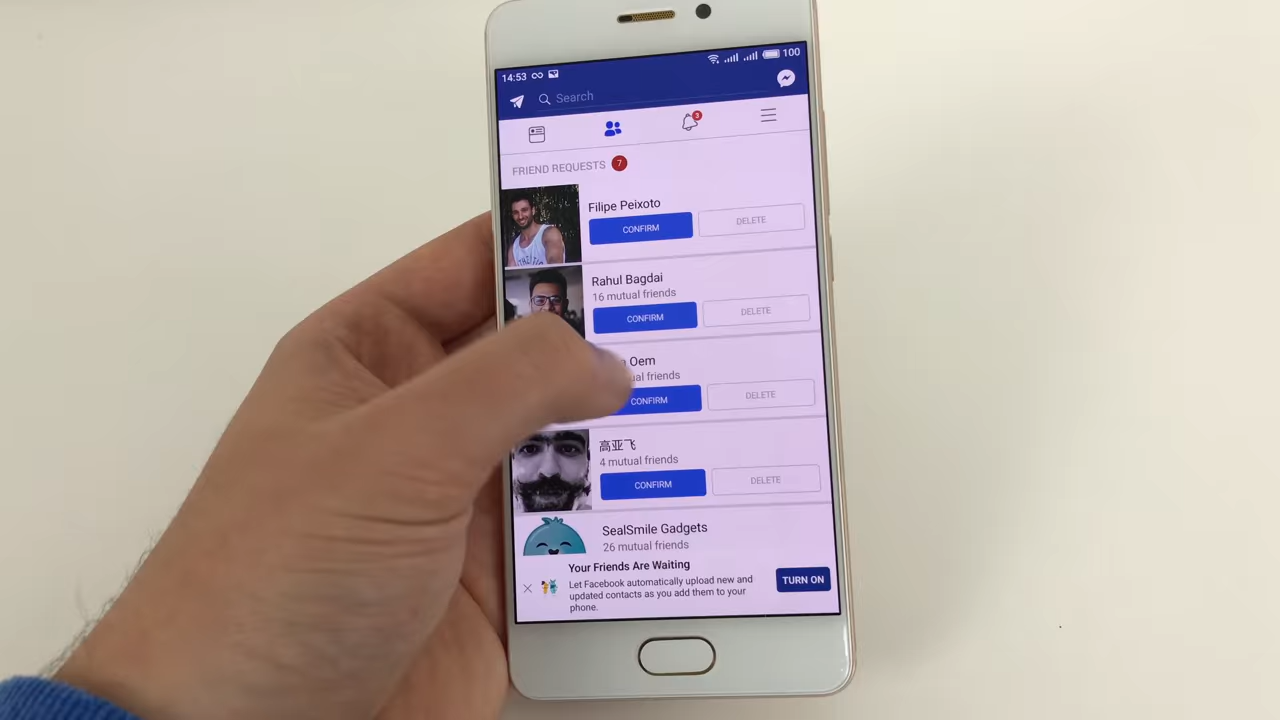 14:53
100
Search
3
FRIEND REQUESTS 7
Filipe Peixoto
CONFIRM DELETE
Rahul Bagdai
16 mutual friends
CONFIRM DELETE
Oem
friends
CONFIRM DELETE
高亚飞
4 mutual friends
CONFIRM DELETE
SealSmile Gadgets
26 mutual friends
Your Friends Are Waiting
Let Facebook automatically upload new and
updated contacts as you add them to your
phone.
TURN ON